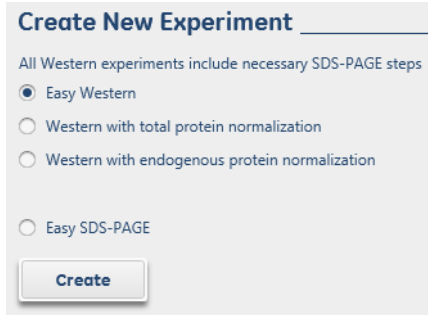 Create New Experiment
All Western experiments include necessary SDS-PAGE steps
Easy Western
Western with total protein normalization
Western with endogenous protein normalization
Easy SDS-PAGE
Create